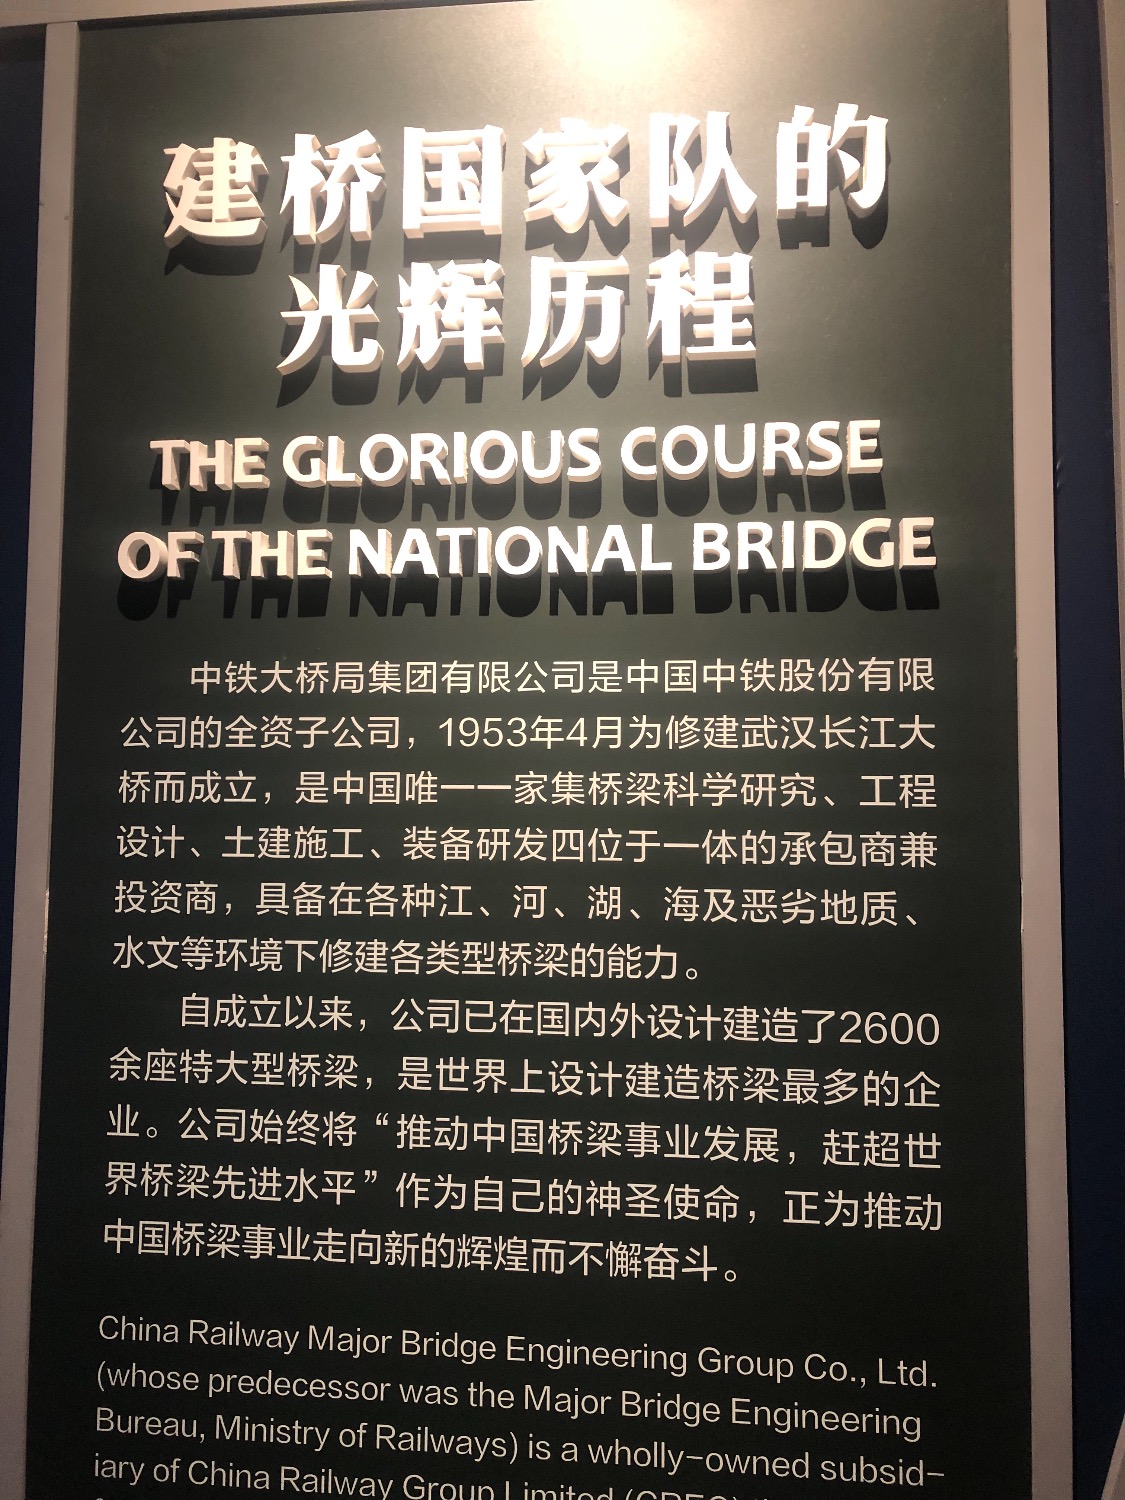 建桥国家队的
光辉历程
THE GLORIOUS COURSE
OF THE NATIONAL BRIDGE
中铁大桥局集团有限公司是中国中铁股份有限
公司的全资子公司，1953年4月为修建武汉长江大
桥而成立，是中国唯一一家集桥梁科学研究、工程
设计、土建施工、装备研发四位于一体的承包商兼
投资商，具备在各种江、河、湖、海及恶劣地质、
水文等环境下修建各类型桥梁的能力。
自成立以来，公司已在国内外设计建造了2600
余座特大型桥梁，是世界上设计建造桥梁最多的企
业。公司始终将“推动中国桥梁事业发展，赶超世
界桥梁先进水平”作为自己的神圣使命，正为推动
中国桥梁事业走向新的辉煌而不懈奋斗。
China Railway Major Bridge Engineering Group Co., Ltd.
(whose predecessor was the Major Bridge Engineering
Bureau, Ministry of Railways) is a wholly-owned subsid-
iary of China Railway Group Limited (CREC)